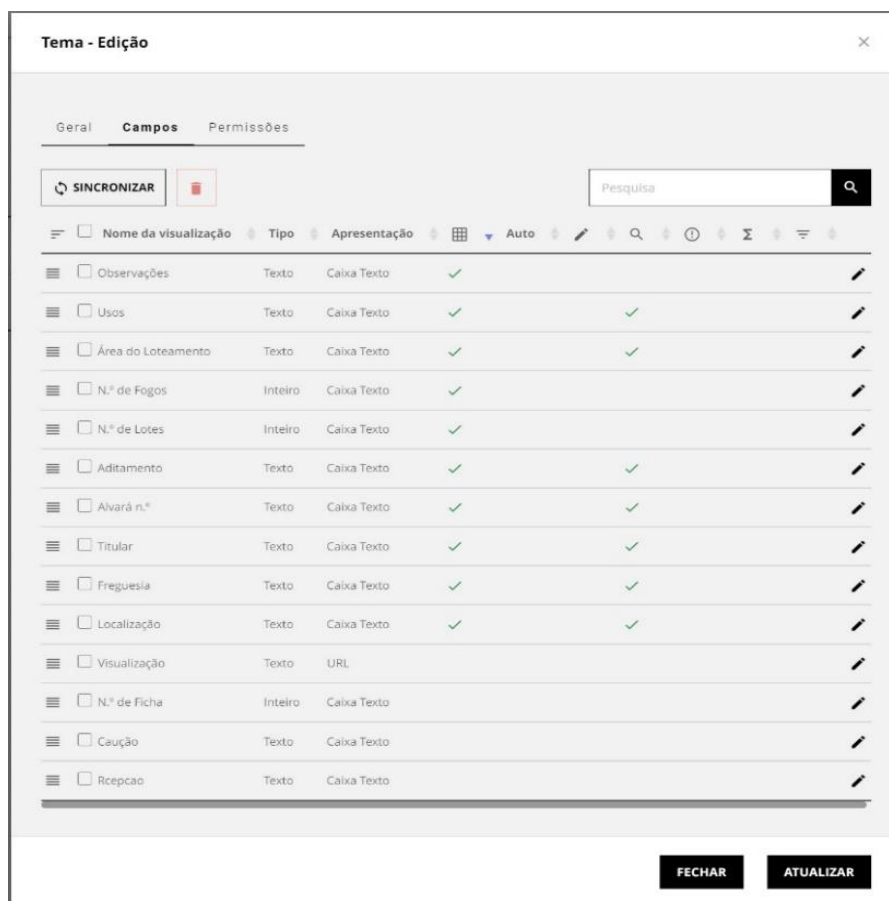 Tema - Edição
Geral Campos Permissões
SINCRONIZAR Pesquisa
Nome da visualização Tipo Apresentação Auto Σ
Observações Texto Caixa Texto
Usos Texto Caixa Texto
Área do Loteamento Texto Caixa Texto
N.º de Fogos Inteiro Caixa Texto
N.º de Lotes Inteiro Caixa Texto
Aditamento Texto Caixa Texto
Alvará n.º Texto Caixa Texto
Titular Texto Caixa Texto
Freguesia Texto Caixa Texto
Localização Texto Caixa Texto
Visualização Texto URL
N.º de Ficha Inteiro Caixa Texto
Caução Texto Caixa Texto
Rcepcao Texto Caixa Texto
FECHAR ATUALIZAR